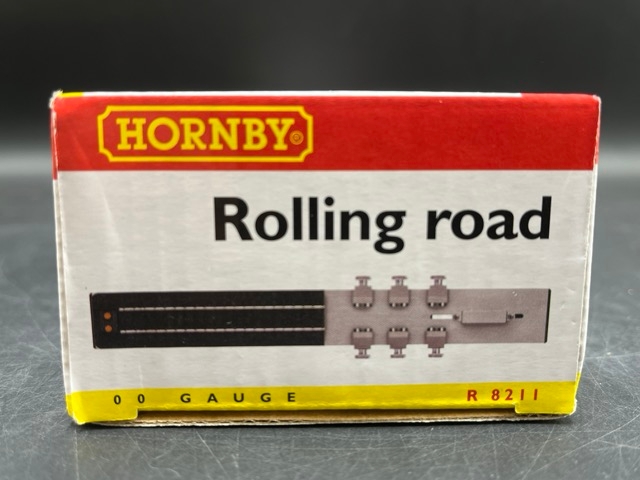 HORNBY®
Rolling road
00 GAUGE R 8211